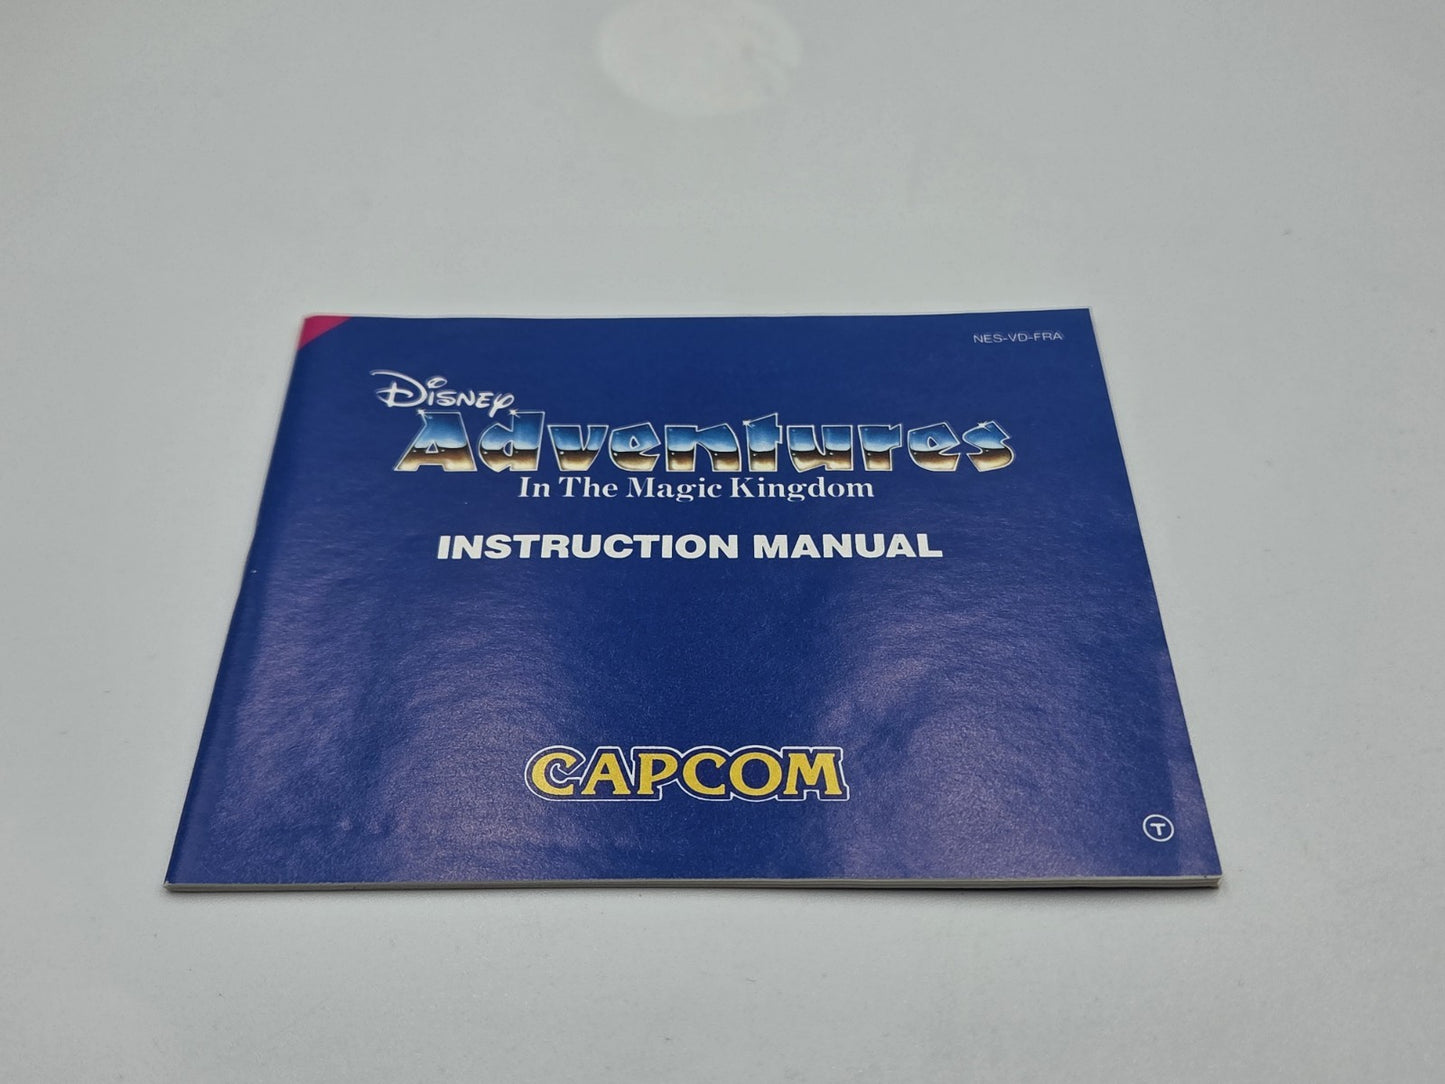 NES-VD-FRA
Disney
Adventures
In The Magic Kingdom
INSTRUCTION MANUAL
CAPCOM
T